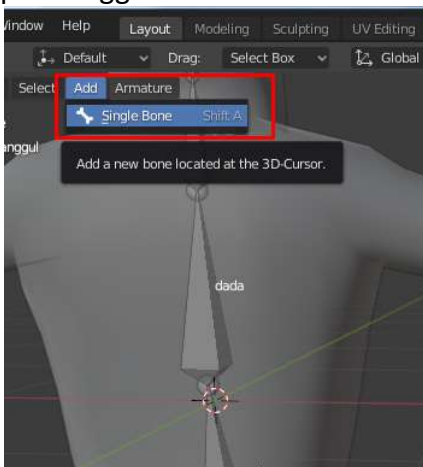 Window Help Layout Modeling Sculpting UV Editing
Default Drag: Select Box Global
Select Add Armature
Single Bone Shift A
anggul
Add a new bone located at the 3D-Cursor.
dada